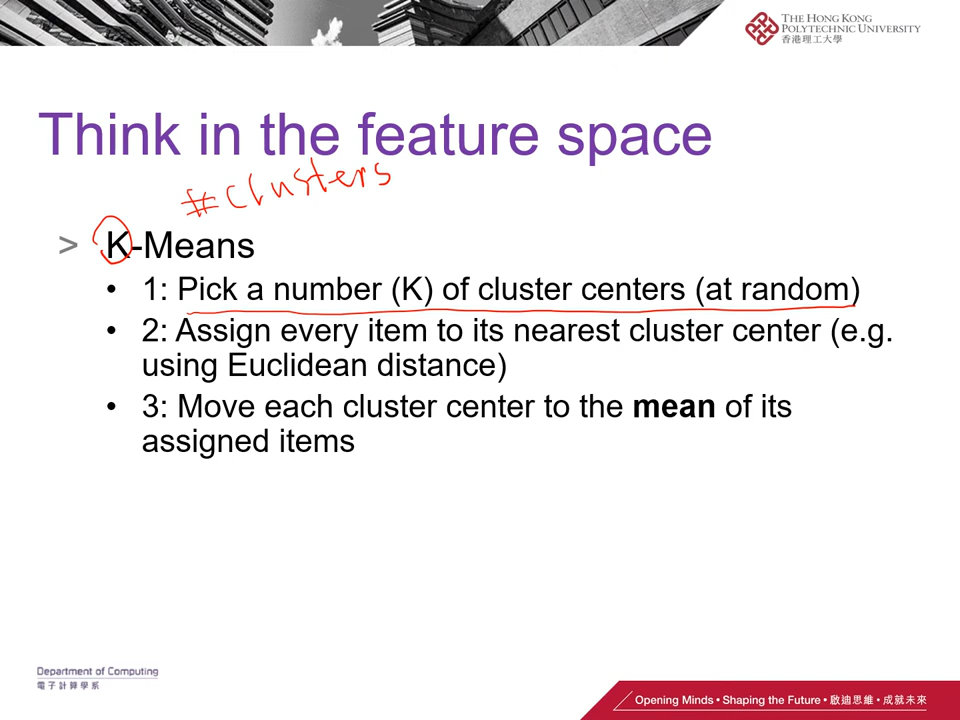 THE HONG KONG
POLYTECHNIC UNIVERSITY
香港理工大學
Think in the feature space
#clusters
> K-Means
• 1: Pick a number (K) of cluster centers (at random)
• 2: Assign every item to its nearest cluster center (e.g.
using Euclidean distance)
• 3: Move each cluster center to the mean of its
assigned items
Department of Computing
電子計算學系
Opening Minds • Shaping the Future • 啟迪思維 • 成就未來